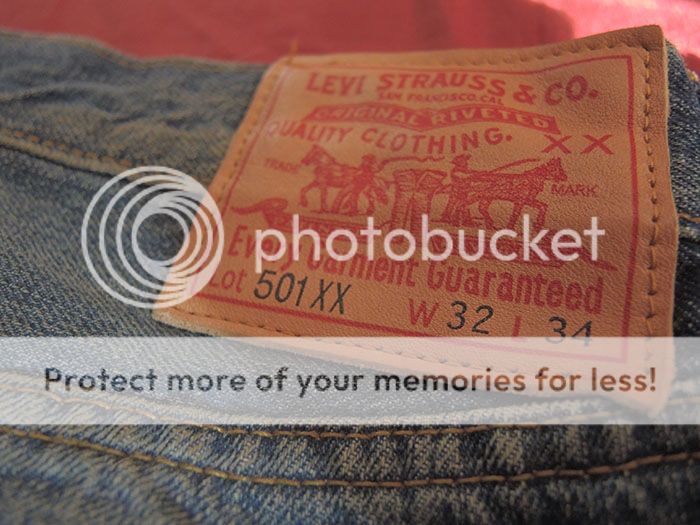 LEVI STRAUSS & CO.
SAN FRANCISCO, CAL.
ORIGINAL RIVETED
QUALITY CLOTHING.
XX
TRADE MARK
photobucket
Every Garment Guaranteed
Lot 501XX W 32 L 34
Protect more of your memories for less!